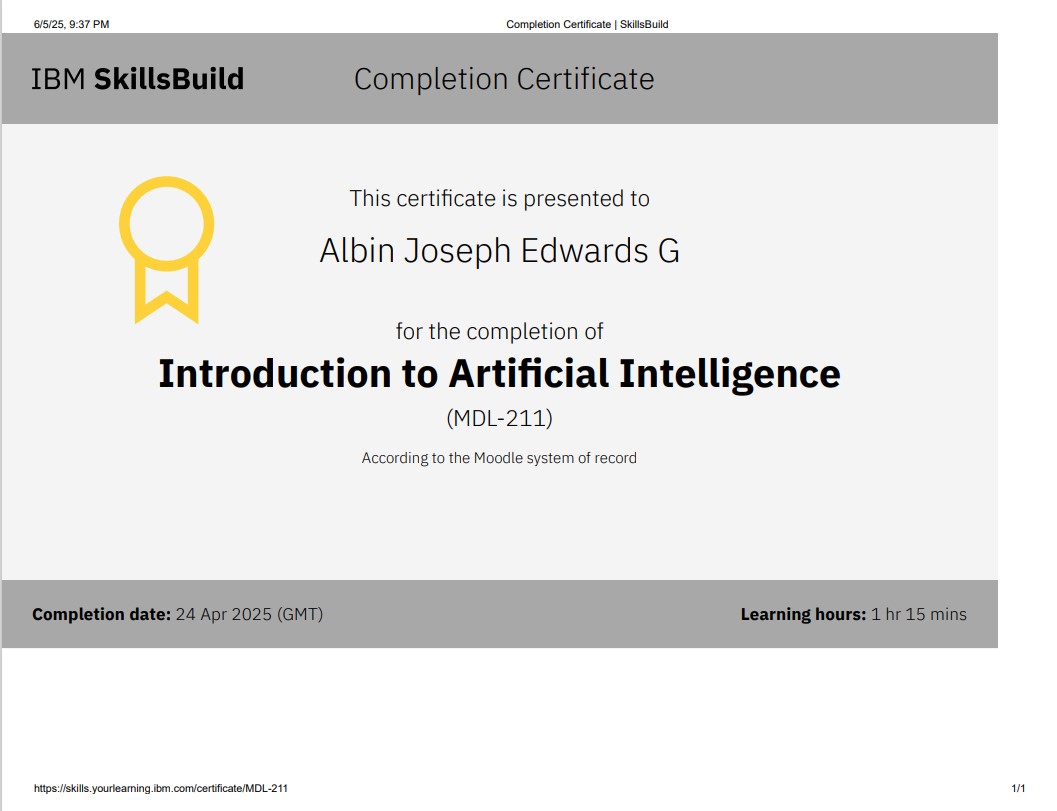 6/5/25, 9:37 PM Completion Certificate | SkillsBuild
IBM SkillsBuild Completion Certificate
This certificate is presented to
Albin Joseph Edwards G
for the completion of
Introduction to Artificial Intelligence
(MDL-211)
According to the Moodle system of record
Completion date: 24 Apr 2025 (GMT) Learning hours: 1 hr 15 mins
https://skills.yourlearning.ibm.com/certificate/MDL-211 1/1